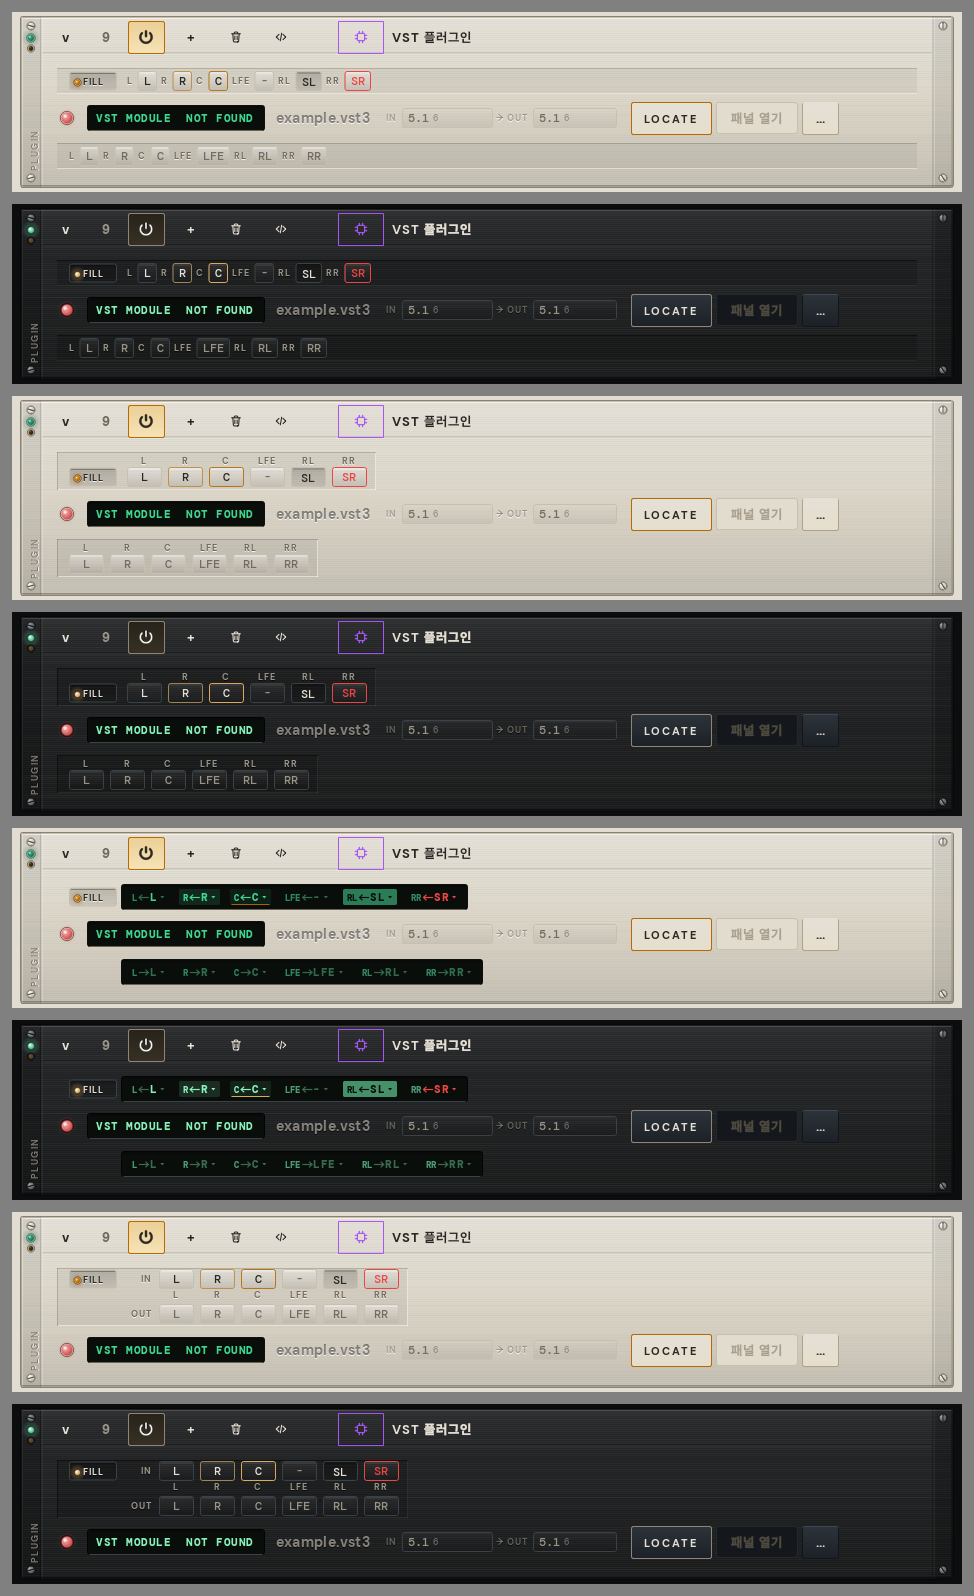 v 9 + </> VST 플러그인
FILL L L R R C C LFE - RL SL RR SR
VST MODULE NOT FOUND example.vst3 IN 5.1 6 → OUT 5.1 6 LOCATE 패널 열기 ...
PLUGIN
L L R R C C LFE LFE RL RL RR RR
v 9 + </> VST 플러그인
FILL L L R R C C LFE - RL SL RR SR
VST MODULE NOT FOUND example.vst3 IN 5.1 6 → OUT 5.1 6 LOCATE 패널 열기 ...
PLUGIN
L L R R C C LFE LFE RL RL RR RR
v 9 + </> VST 플러그인
L R C LFE RL RR
FILL L R C - SL SR
VST MODULE NOT FOUND example.vst3 IN 5.1 6 → OUT 5.1 6 LOCATE 패널 열기 ...
PLUGIN
L R C LFE RL RR
L R C LFE RL RR
v 9 + </> VST 플러그인
L R C LFE RL RR
FILL L R C - SL SR
VST MODULE NOT FOUND example.vst3 IN 5.1 6 → OUT 5.1 6 LOCATE 패널 열기 ...
PLUGIN
L R C LFE RL RR
L R C LFE RL RR
v 9 + </> VST 플러그인
FILL L←L R←R C←C LFE←- RL←SL RR←SR
VST MODULE NOT FOUND example.vst3 IN 5.1 6 → OUT 5.1 6 LOCATE 패널 열기 ...
PLUGIN
L→L R→R C→C LFE→LFE RL→RL RR→RR
v 9 + </> VST 플러그인
FILL L←L R←R C←C LFE←- RL←SL RR←SR
VST MODULE NOT FOUND example.vst3 IN 5.1 6 → OUT 5.1 6 LOCATE 패널 열기 ...
PLUGIN
L→L R→R C→C LFE→LFE RL→RL RR→RR
v 9 + </> VST 플러그인
FILL IN L R C - SL SR
L R C LFE RL RR
OUT L R C LFE RL RR
VST MODULE NOT FOUND example.vst3 IN 5.1 6 → OUT 5.1 6 LOCATE 패널 열기 ...
PLUGIN
v 9 + </> VST 플러그인
FILL IN L R C - SL SR
L R C LFE RL RR
OUT L R C LFE RL RR
VST MODULE NOT FOUND example.vst3 IN 5.1 6 → OUT 5.1 6 LOCATE 패널 열기 ...
PLUGIN